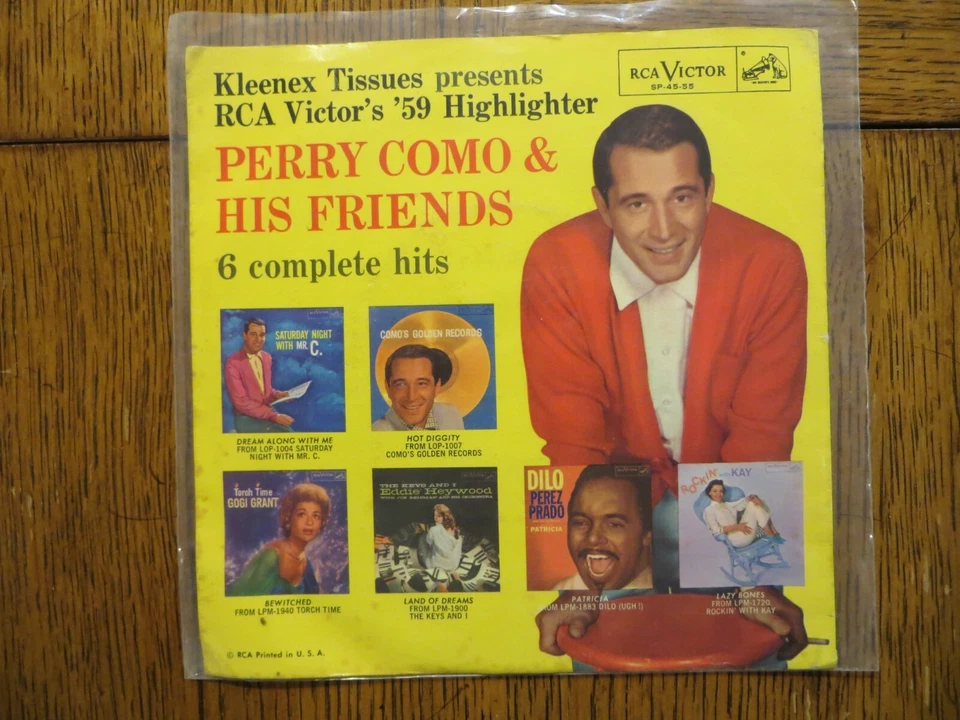 Kleenex Tissues presents
RCA Victor's '59 Highlighter
RCA VICTOR
SP-45-55
PERRY COMO &
HIS FRIENDS
6 complete hits
SATURDAY NIGHT
WITH MR. C.
DREAM ALONG WITH ME
FROM LOP-1004 SATURDAY
NIGHT WITH MR. C.
COMO'S GOLDEN RECORDS
HOT DIGGITY
FROM LOP-1007
COMO'S GOLDEN RECORDS
Torch Time
GOGI GRANT
BEWITCHED
FROM LPM-1940 TORCH TIME
THE KEYS AND I
Eddie Heywood
LAND OF DREAMS
FROM LPM-1900
THE KEYS AND I
DILO
PEREZ
PRADO
PATRICIA
PATRICIA
OM LPM-1883 DILO (UGH!)
ROCKIN' with KAY
LAZY BONES
FROM LPM-1720
ROCKIN' WITH KAY
© RCA Printed in U. S. A.